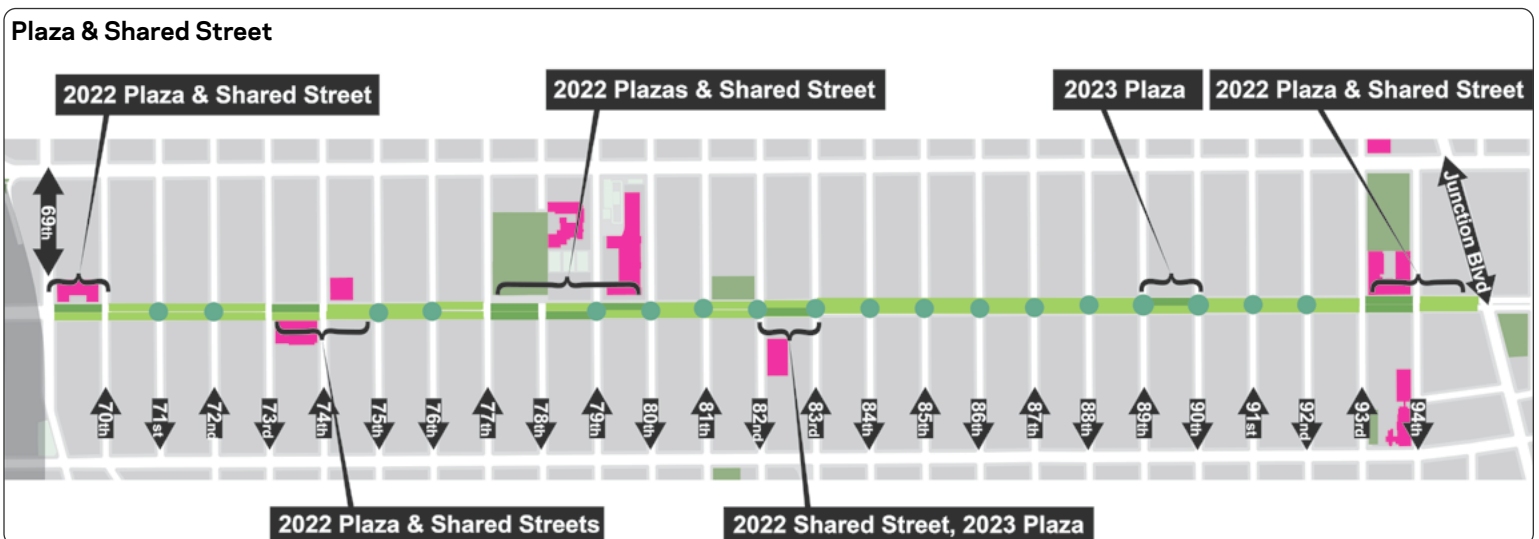 Plaza & Shared Street
2022 Plaza & Shared Street
2022 Plazas & Shared Street
2023 Plaza
2022 Plaza & Shared Street
69th
Junction Blvd
70th
71st
72nd
73rd
74th
75th
76th
77th
78th
79th
80th
81th
82nd
83rd
84th
85th
86th
87th
88th
89th
90th
91st
92nd
93rd
94th
2022 Plaza & Shared Streets
2022 Shared Street, 2023 Plaza